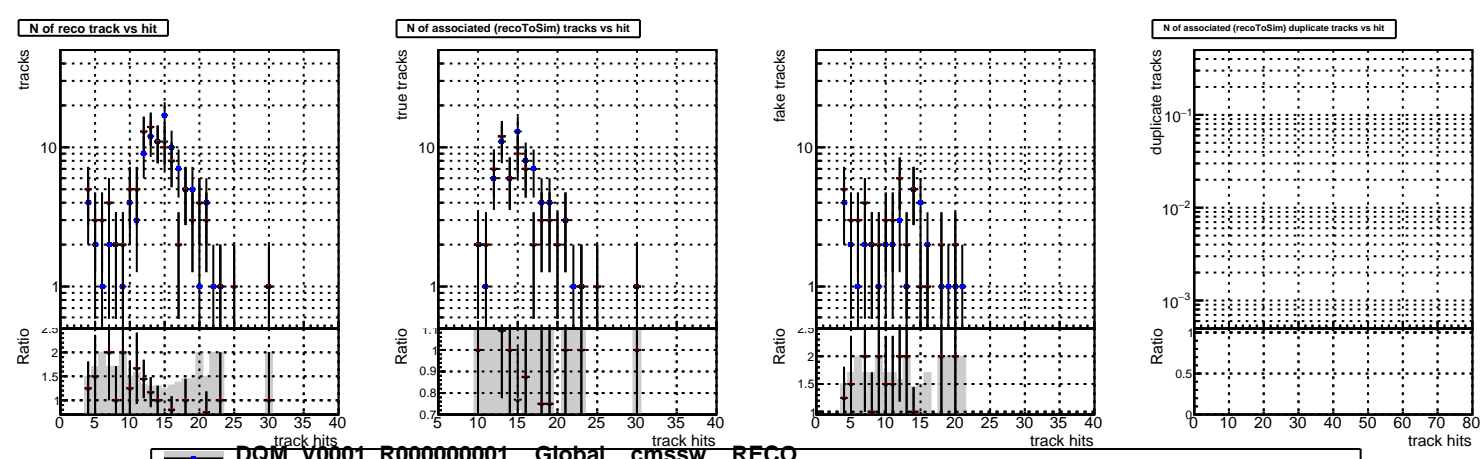 N of reco track vs hit
tracks
10
1
Ratio
2.5
2
1.5
1
0 5 10 15 20 25 30 35 40
track hits
N of associated (recoToSim) tracks vs hit
true tracks
10
1
Ratio
1.1
1
0.9
0.8
0.7
5 10 15 20 25 30 35 40
track hits
fake tracks
10
1
Ratio
2.5
2
1.5
1
0 5 10 15 20 25 30 35 40
track hits
N of associated (recoToSim) duplicate tracks vs hit
duplicate tracks
10⁻¹
10⁻²
10⁻³
Ratio
1
0.5
0
0 10 20 30 40 50 60 70 80
track hits
DQM_V0001_R000000001__Global__cmssw__RECO